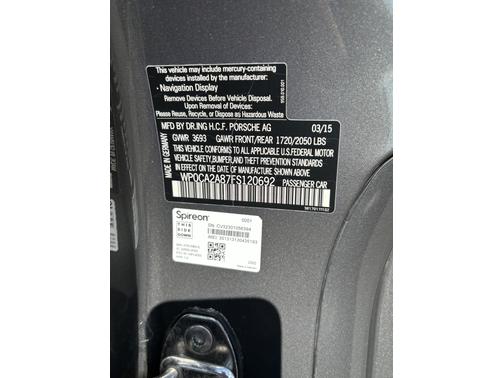 This vehicle may include mercury-containing
devices installed by the manufacturer:
· Navigation Display
Remove Devices Before Vehicle Disposal.
Upon Removal of Devices
Please Reuse, Recycle or Dispose as Hazardous Waste
MADE IN GERMANY
MFD BY DR.ING H.C.F. PORSCHE AG 03/15
GVWR 3693 GAWR FRONT/REAR 1720/2050 LBS
THIS VEHICLE CONFORMS TO ALL APPLICABLE U.S. FEDERAL MOTOR
VEHICLE SAFETY,BUMPER,AND THEFT PREVENTION STANDARDS IN
EFFECT ON THE DATE OF MANUFACTURE SHOWN ABOVE
WP0CA2A87FS120692
PASSENGER CAR
Spireon
THIS
SIDE
DOWN